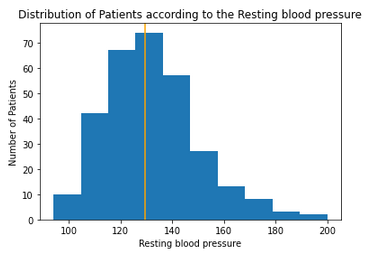 Distribution of Patients according to the Resting blood pressure
70
60
50
40
30
20
10
0
Number of Patients
100 120 140 160 180 200
Resting blood pressure